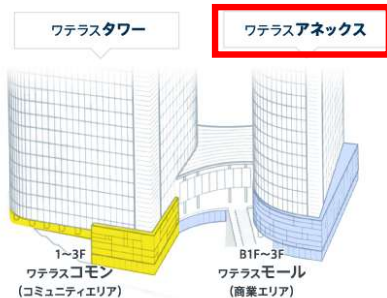 ワテラスタワー
ワテラスアネックス
1~3F
ワテラスコモン
(コミュニティエリア)
B1F~3F
ワテラスモール
(商業エリア)